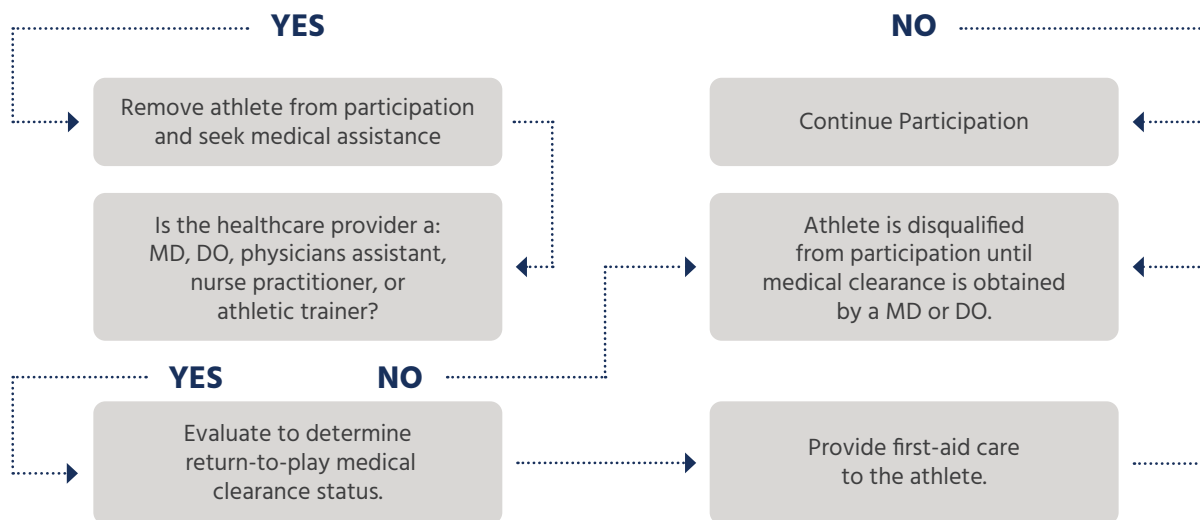 YES
NO
Remove athlete from participation
and seek medical assistance
Continue Participation
Is the healthcare provider a:
MD, DO, physicians assistant,
nurse practitioner, or
athletic trainer?
Athlete is disqualified
from participation until
medical clearance is obtained
by a MD or DO.
YES
NO
Evaluate to determine
return-to-play medical
clearance status.
Provide first-aid care
to the athlete.